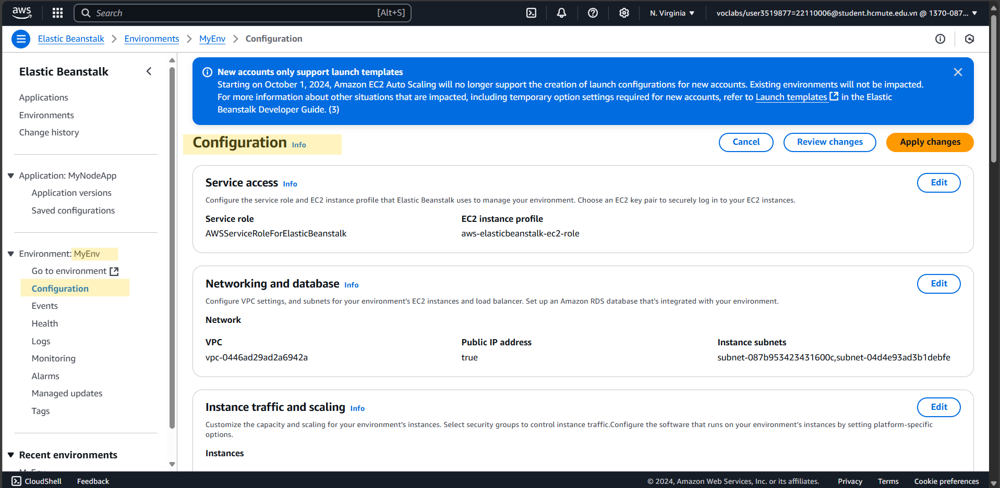 aws
Search [Alt+S]
N. Virginia
voclabs/user3519877=22110006@student.hcmute.edu.vn @ 1370-087...
Elastic Beanstalk
Environments
MyEnv
Configuration
Elastic Beanstalk
Applications
Environments
Change history
Application: MyNodeApp
Application versions
Saved configurations
Environment: MyEnv
Go to environment
Configuration
Events
Health
Logs
Monitoring
Alarms
Managed updates
Tags
Recent environments
MyEnv
New accounts only support launch templates
Starting on October 1, 2024, Amazon EC2 Auto Scaling will no longer support the creation of launch configurations for new accounts. Existing environments will not be impacted.
For more information about other situations that are impacted, including temporary option settings required for new accounts, refer to Launch templates in the Elastic
Beanstalk Developer Guide. (3)
Configuration Info
Cancel
Review changes
Apply changes
Service access Info
Edit
Configure the service role and EC2 instance profile that Elastic Beanstalk uses to manage your environment. Choose an EC2 key pair to securely log in to your EC2 instances.
Service role
AWSServiceRoleForElasticBeanstalk
EC2 instance profile
aws-elasticbeanstalk-ec2-role
Networking and database Info
Edit
Configure VPC settings, and subnets for your environment's EC2 instances and load balancer. Set up an Amazon RDS database that's integrated with your environment.
Network
VPC
vpc-0446ad29ad2a6942a
Public IP address
true
Instance subnets
subnet-087b953423431600c,subnet-04d4e93ad3b1debfe
Instance traffic and scaling Info
Edit
Customize the capacity and scaling for your environment's instances. Select security groups to control instance traffic.Configure the software that runs on your environment's instances by setting platform-specific
options.
Instances
CloudShell
Feedback
© 2024, Amazon Web Services, Inc. or its affiliates.
Privacy
Terms
Cookie preferences